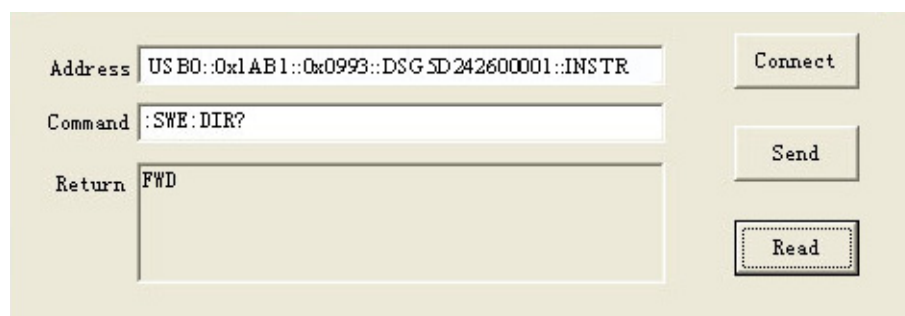 Address USB0::0x1AB1::0x0993::DSG5D242600001::INSTR Connect
Command :SWE:DIR?
Send
Return FWD
Read